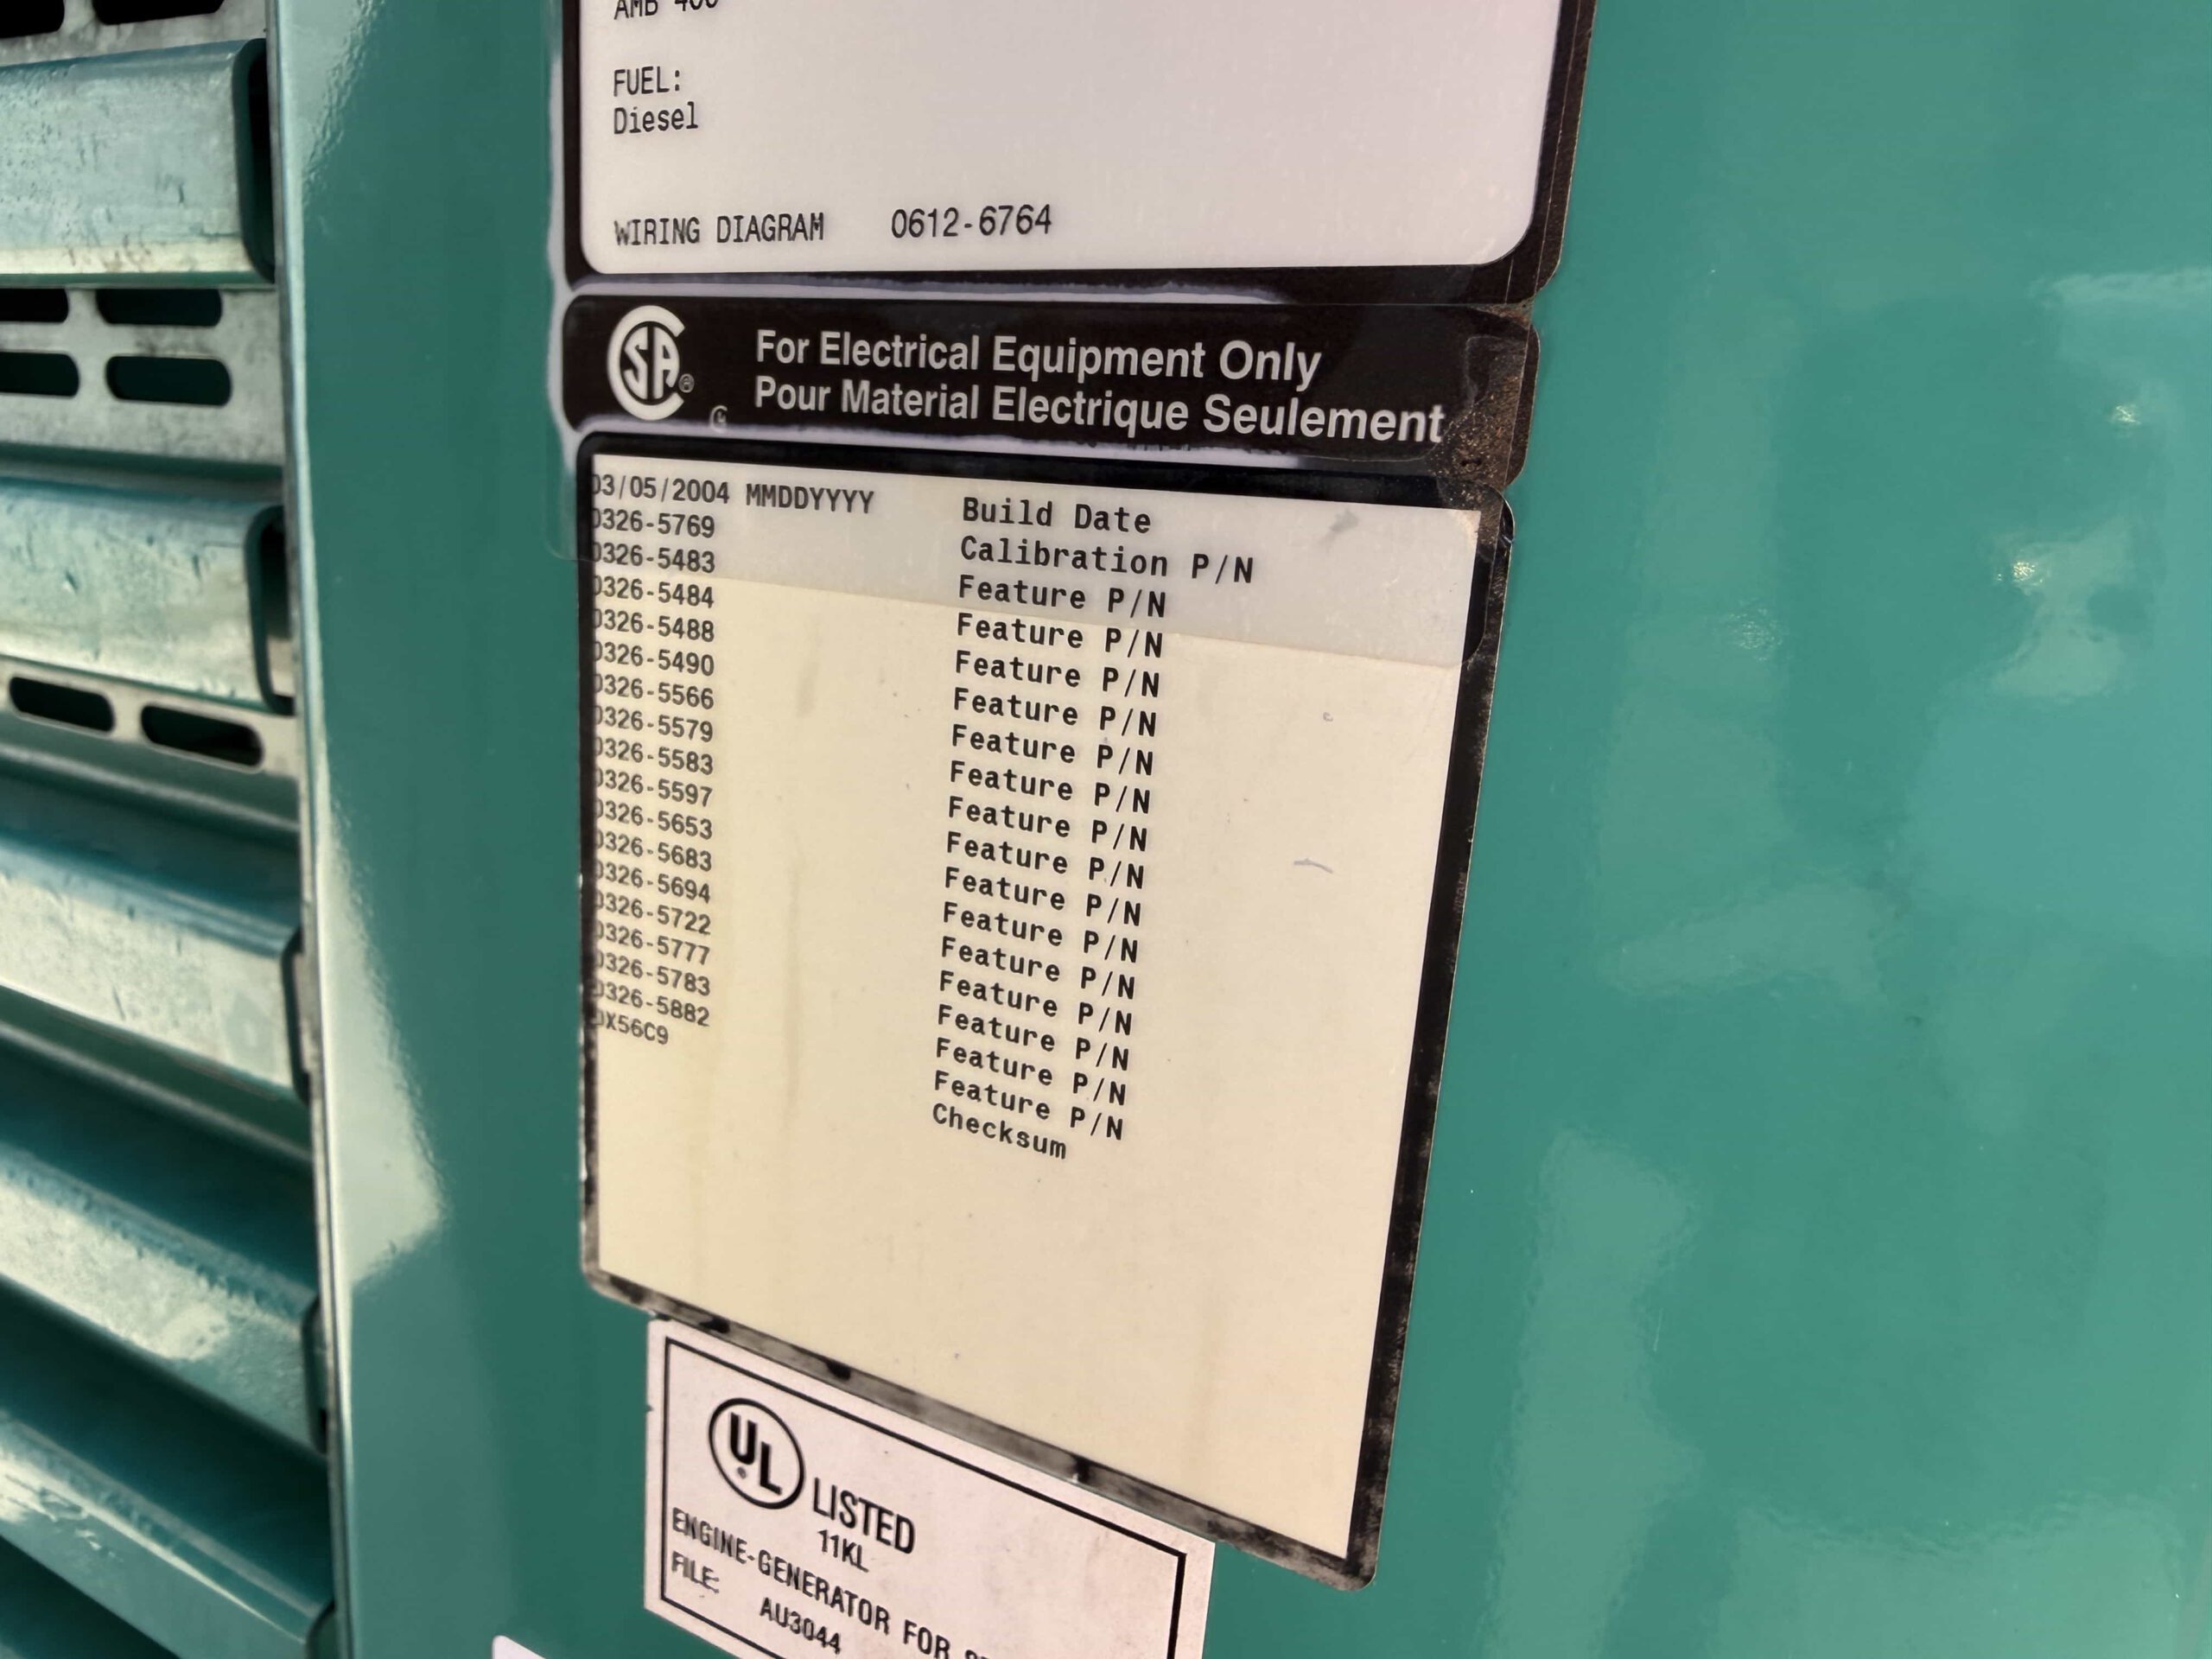 AMB 400
FUEL:
Diesel
WIRING DIAGRAM 0612-6764
CSA ®
For Electrical Equipment Only
Pour Material Electrique Seulement
03/05/2004 MMDDYYYY Build Date
0326-5769 Calibration P/N
0326-5483 Feature P/N
0326-5484 Feature P/N
0326-5488 Feature P/N
0326-5490 Feature P/N
0326-5566 Feature P/N
0326-5579 Feature P/N
0326-5583 Feature P/N
0326-5597 Feature P/N
0326-5653 Feature P/N
0326-5683 Feature P/N
0326-5694 Feature P/N
0326-5722 Feature P/N
0326-5777 Feature P/N
0326-5783 Feature P/N
0326-5882 Feature P/N
0X56C9 Checksum
UL ® LISTED
11KL
ENGINE-GENERATOR FOR
FILE: AU3044